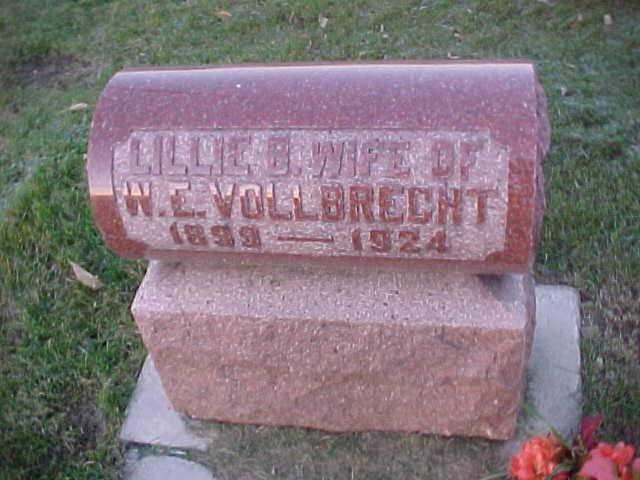 LILLIE B. WIFE OF
W. E. VOLLBRECHT
1899 — 1924